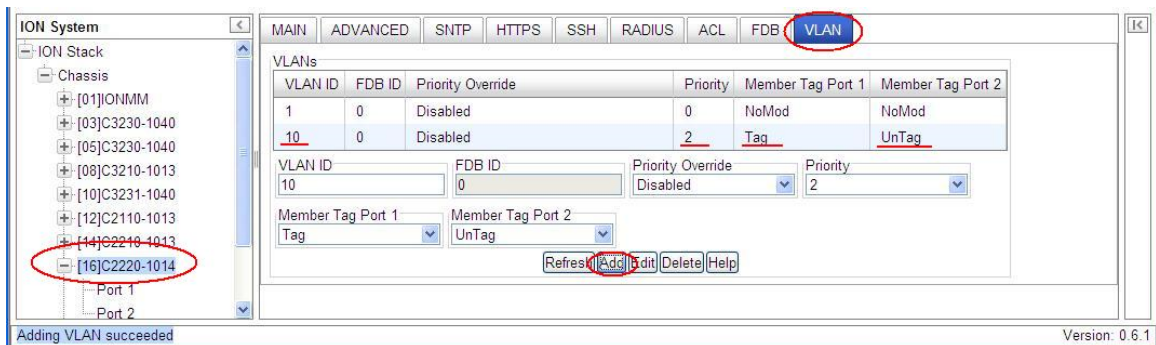 ION System
MAIN ADVANCED SNTP HTTPS SSH RADIUS ACL FDB VLAN
ION Stack
Chassis
[01]IONMM
[03]C3230-1040
[05]C3230-1040
[08]C3210-1013
[10]C3231-1040
[12]C2110-1013
[14]C2210-1013
[16]C2220-1014
Port 1
Port 2
VLANs
VLAN ID FDB ID Priority Override Priority Member Tag Port 1 Member Tag Port 2
1 0 Disabled 0 NoMod NoMod
10 0 Disabled 2 Tag UnTag
VLAN ID FDB ID Priority Override Priority
10 0 Disabled 2
Member Tag Port 1 Member Tag Port 2
Tag UnTag
Refresh Add Edit Delete Help
Adding VLAN succeeded Version: 0.6.1